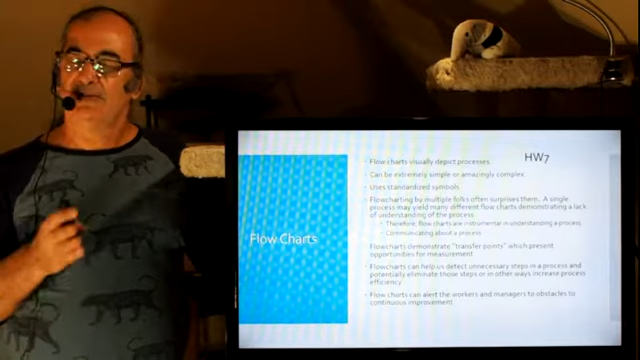 HW7
Flow Charts
Flow charts visually depict processes.
Can be extremely simple or amazingly complex.
Uses standardized symbols
Flowcharting by multiple folks often surprises them. A single
process may yield many different flow charts demonstrating a lack
of understanding of the process
Therefore, flow charts are instrumental in understanding a process
Communicating about a process
Flowcharts demonstrate "transfer points" which present
opportunities for measurement
Flowcharts can help us detect unnecessary steps in a process and
potentially eliminate those steps or in other ways increase process
efficiency
Flow charts can alert the workers and managers to obstacles to
continuous improvement